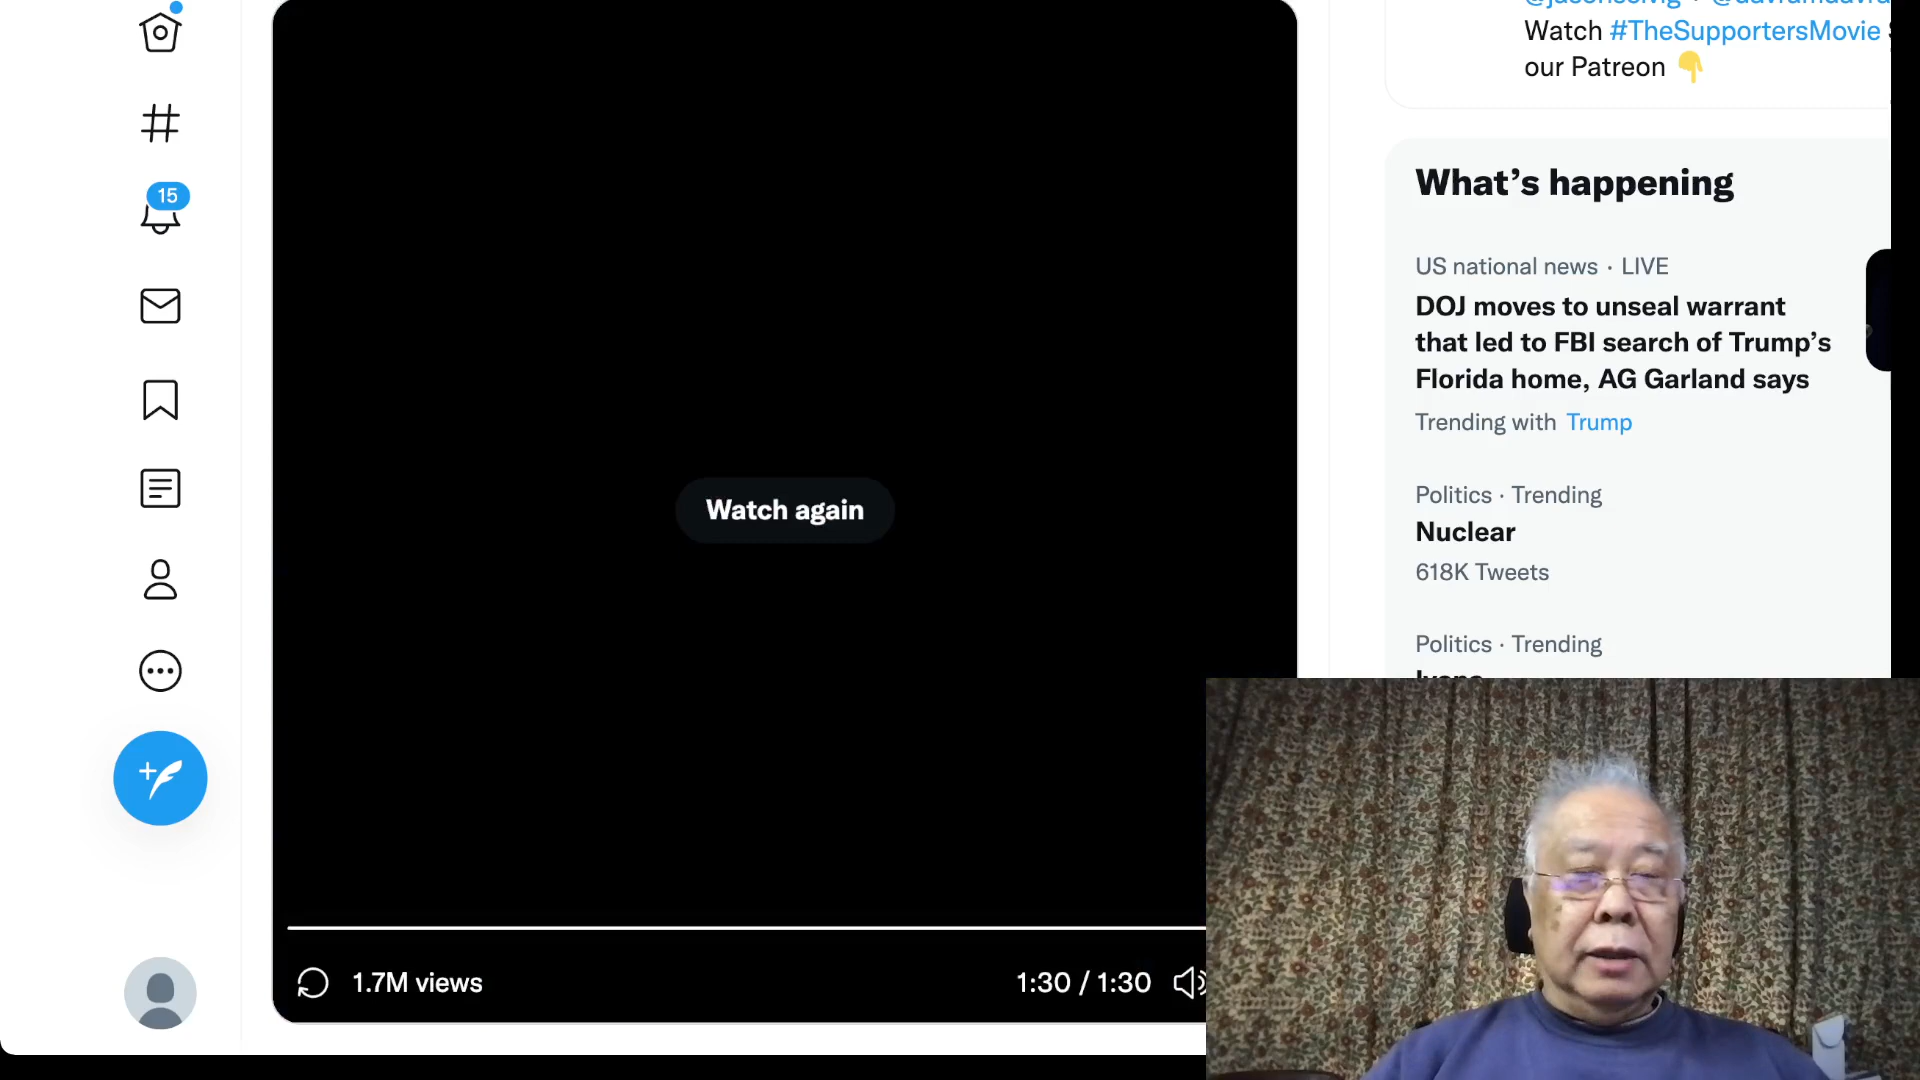 15
Watch again
1.7M views
1:30 / 1:30
Watch #TheSupportersMovie
our Patreon 👇
What's happening
US national news · LIVE
DOJ moves to unseal warrant
that led to FBI search of Trump's
Florida home, AG Garland says
Trending with Trump
Politics · Trending
Nuclear
618K Tweets
Politics · Trending